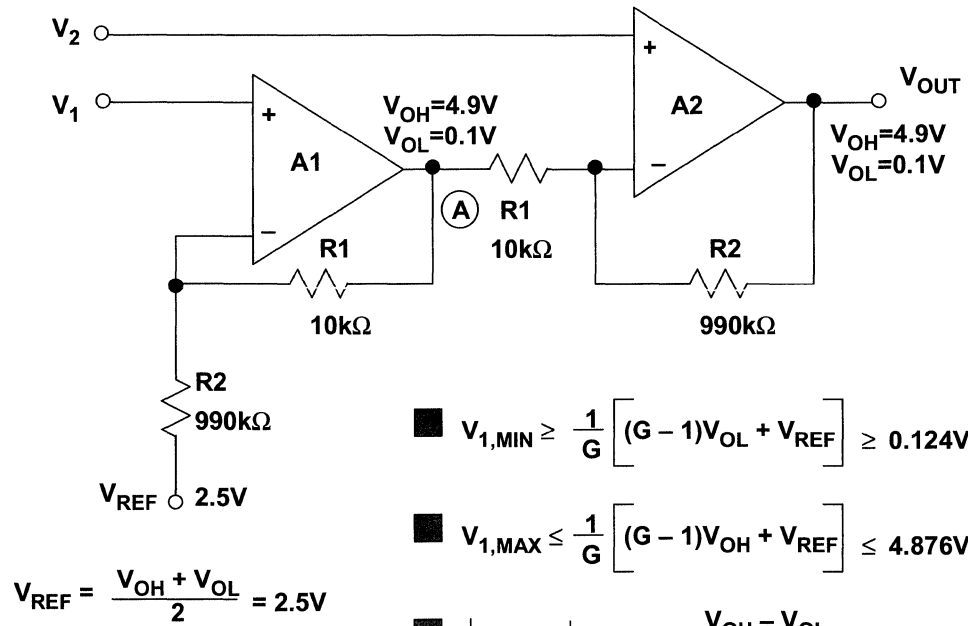 V2
V1
+
A1
−
VOH=4.9V
VOL=0.1V
A
R1
10kΩ
R1
10kΩ
R2
990kΩ
VREF 2.5V
+
A2
−
R2
990kΩ
VOUT
VOH=4.9V
VOL=0.1V
V1,MIN ≥ 1/G [(G – 1)VOL + VREF] ≥ 0.124V
V1,MAX ≤ 1/G [(G – 1)VOH + VREF] ≤ 4.876V
VREF = VOH + VOL / 2 = 2.5V
VOH – VOL